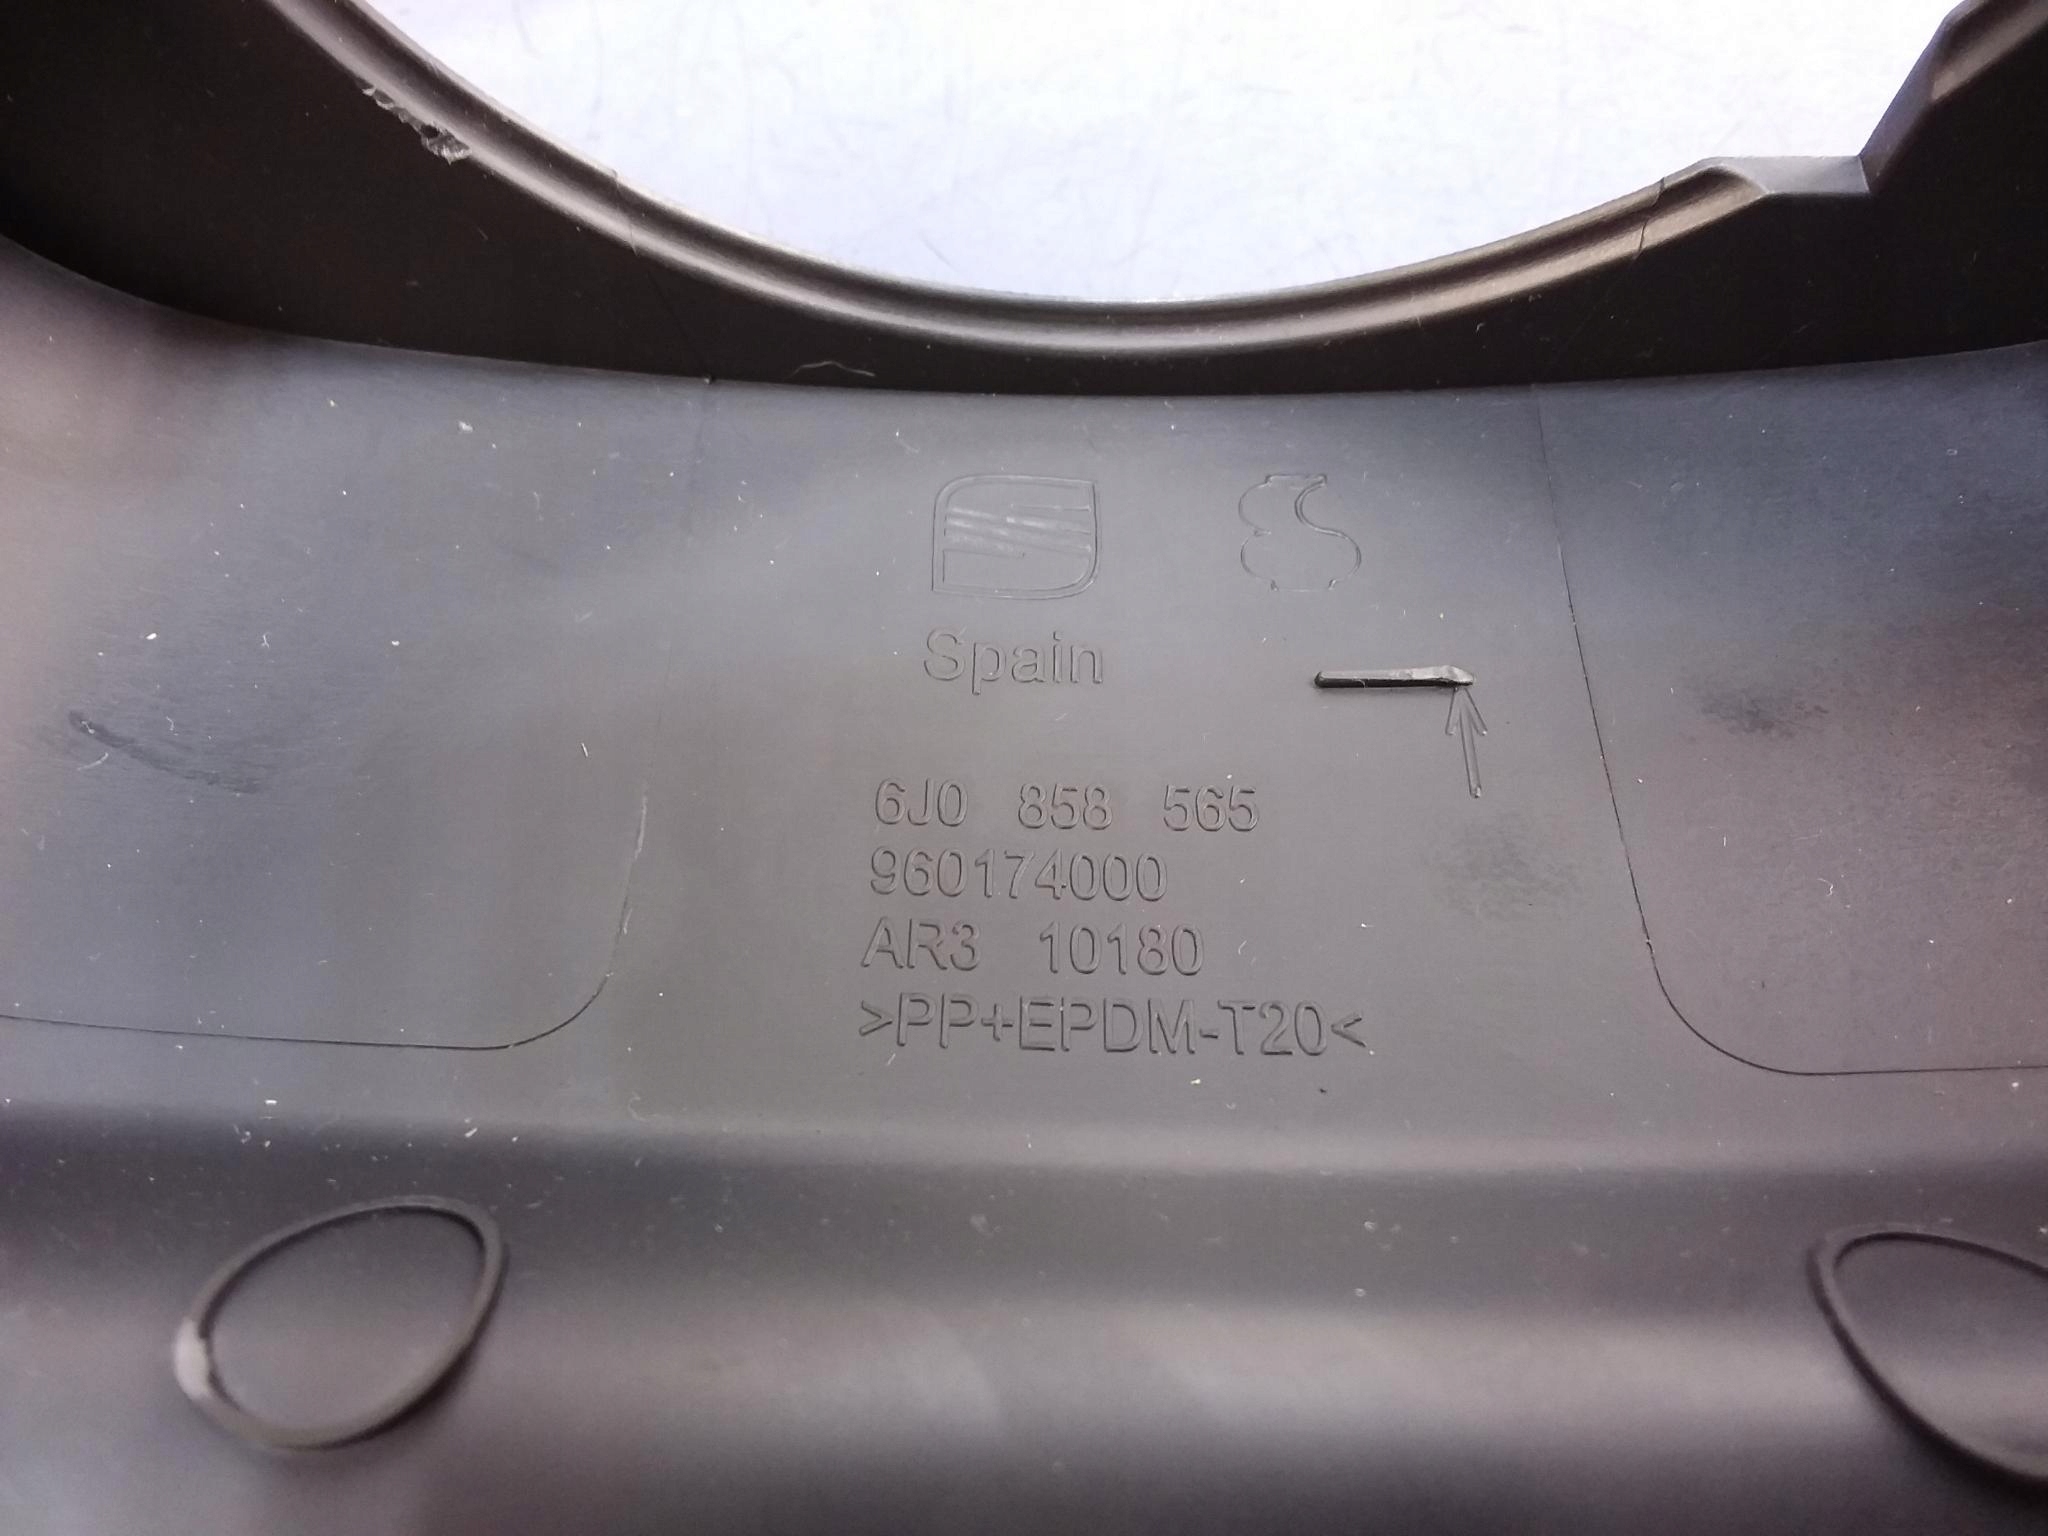 Spain
6J0 858 565
960174000
AR3 10180
>PP+EPDM-T20<